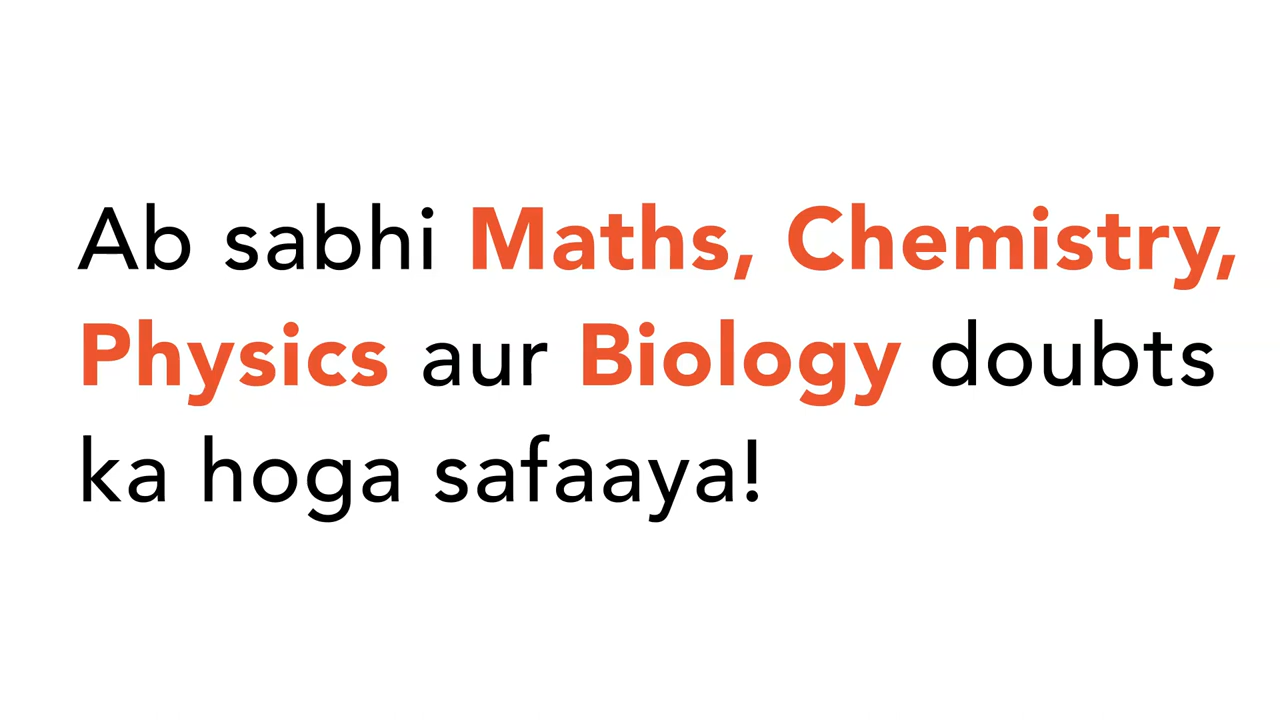 Ab sabhi Maths, Chemistry,
Physics aur Biology doubts
ka hoga safaaya!